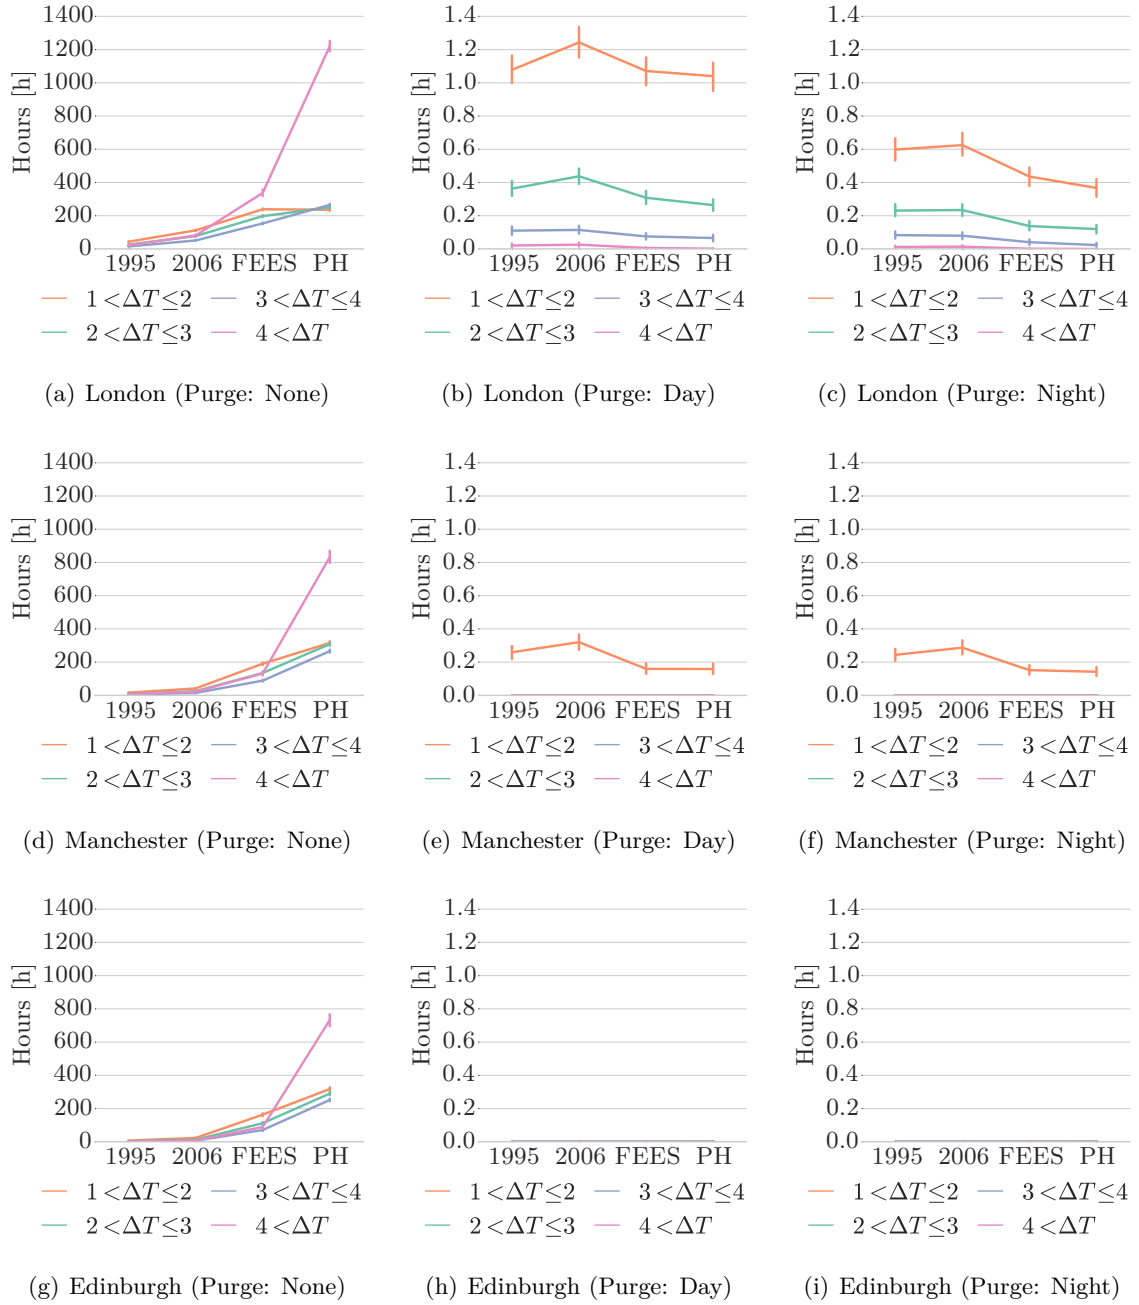 1400
1200
1000
800
600
400
200
0
Hours [h]
1995 2006 FEES PH
1 < ΔT ≤ 2 3 < ΔT ≤ 4
2 < ΔT ≤ 3 4 < ΔT
(a) London (Purge: None)
1.4
1.2
1.0
0.8
0.6
0.4
0.2
0.0
Hours [h]
1995 2006 FEES PH
1 < ΔT ≤ 2 3 < ΔT ≤ 4
2 < ΔT ≤ 3 4 < ΔT
(b) London (Purge: Day)
1.4
1.2
1.0
0.8
0.6
0.4
0.2
0.0
Hours [h]
1995 2006 FEES PH
1 < ΔT ≤ 2 3 < ΔT ≤ 4
2 < ΔT ≤ 3 4 < ΔT
(c) London (Purge: Night)
1400
1200
1000
800
600
400
200
0
Hours [h]
1995 2006 FEES PH
1 < ΔT ≤ 2 3 < ΔT ≤ 4
2 < ΔT ≤ 3 4 < ΔT
(d) Manchester (Purge: None)
1.4
1.2
1.0
0.8
0.6
0.4
0.2
0.0
Hours [h]
1995 2006 FEES PH
1 < ΔT ≤ 2 3 < ΔT ≤ 4
2 < ΔT ≤ 3 4 < ΔT
(e) Manchester (Purge: Day)
1.4
1.2
1.0
0.8
0.6
0.4
0.2
0.0
Hours [h]
1995 2006 FEES PH
1 < ΔT ≤ 2 3 < ΔT ≤ 4
2 < ΔT ≤ 3 4 < ΔT
(f) Manchester (Purge: Night)
1400
1200
1000
800
600
400
200
0
Hours [h]
1995 2006 FEES PH
1 < ΔT ≤ 2 3 < ΔT ≤ 4
2 < ΔT ≤ 3 4 < ΔT
(g) Edinburgh (Purge: None)
1.4
1.2
1.0
0.8
0.6
0.4
0.2
0.0
Hours [h]
1995 2006 FEES PH
1 < ΔT ≤ 2 3 < ΔT ≤ 4
2 < ΔT ≤ 3 4 < ΔT
(h) Edinburgh (Purge: Day)
1.4
1.2
1.0
0.8
0.6
0.4
0.2
0.0
Hours [h]
1995 2006 FEES PH
1 < ΔT ≤ 2 3 < ΔT ≤ 4
2 < ΔT ≤ 3 4 < ΔT
(i) Edinburgh (Purge: Night)